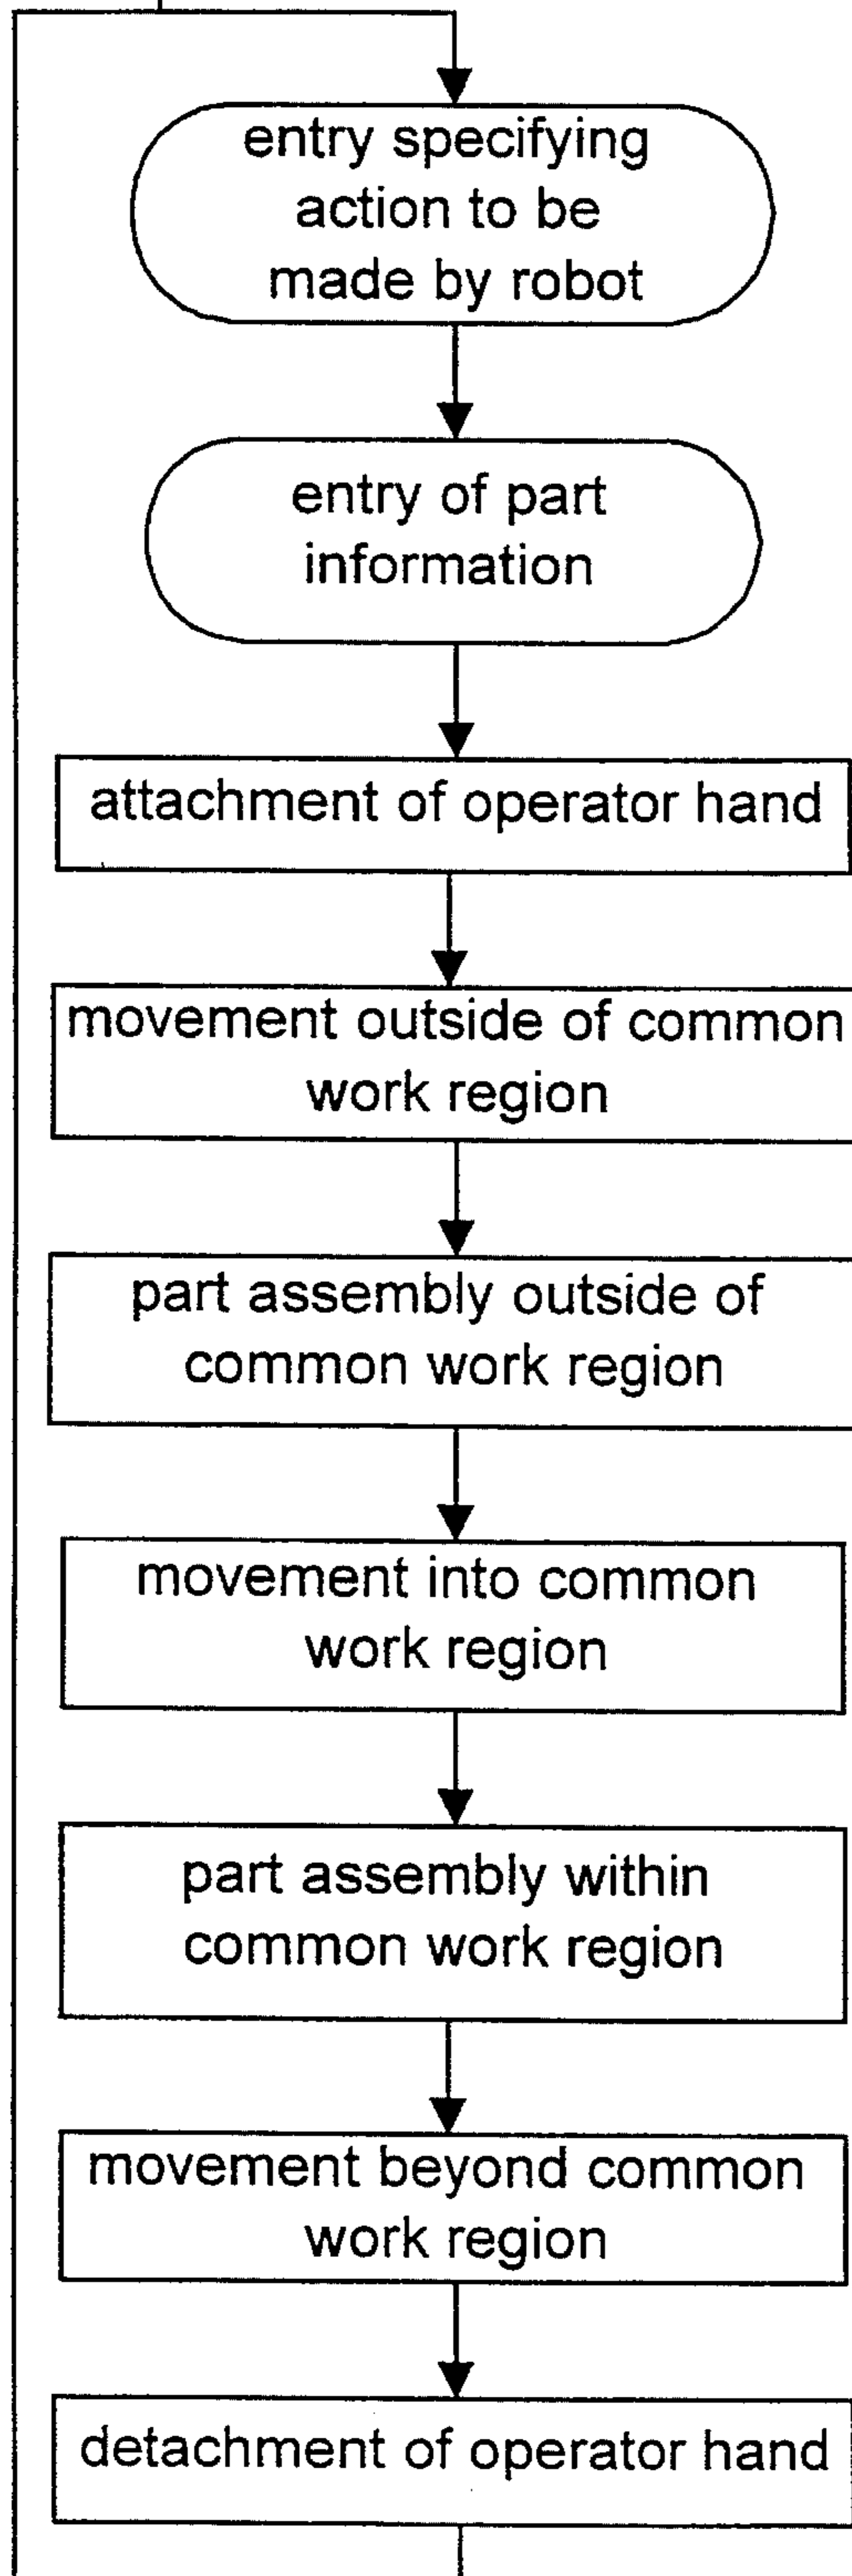 entry specifying
action to be
made by robot
entry of part
information
attachment of operator hand
movement outside of common
work region
part assembly outside of
common work region
movement into common
work region
part assembly within
common work region
movement beyond common
work region
detachment of operator hand